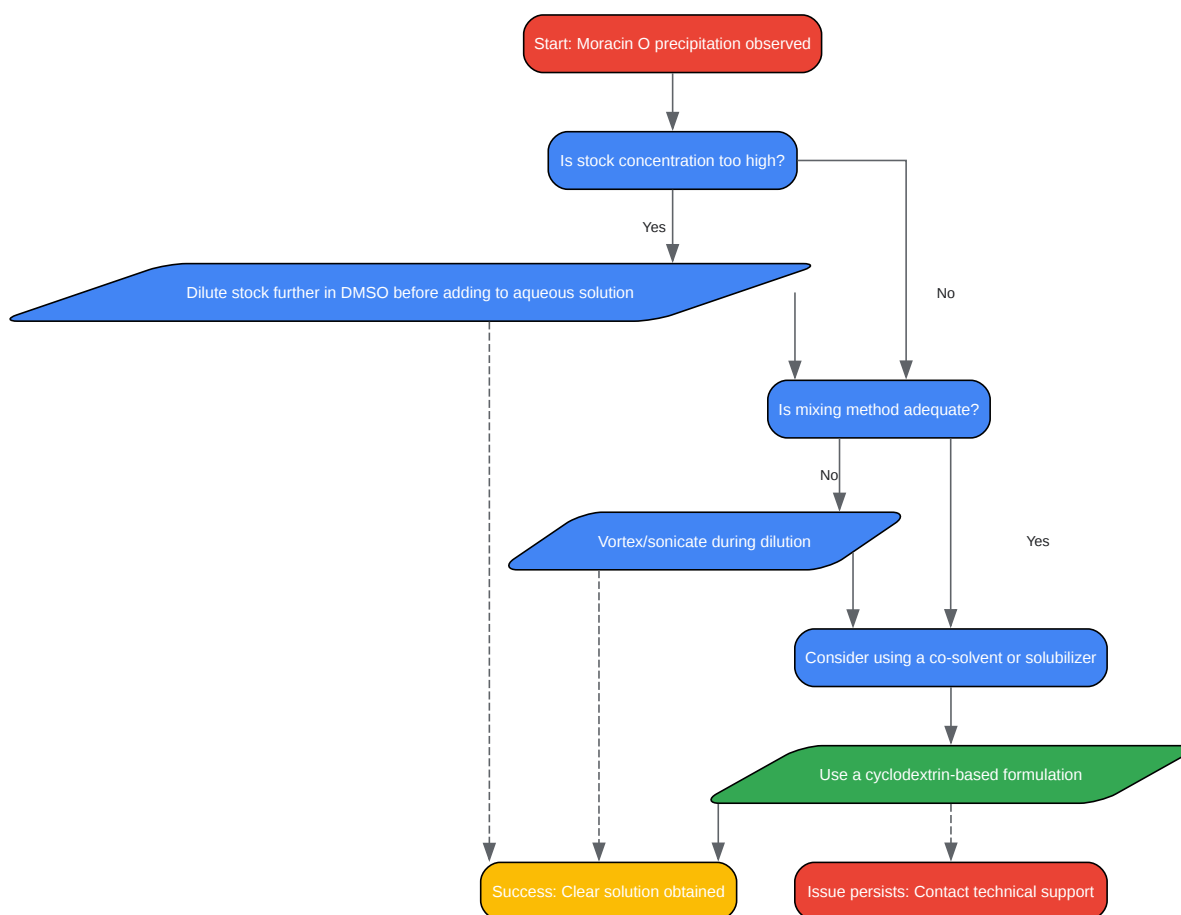 Start: Moracin O precipitation observed
Is stock concentration too high?
Yes
Dilute stock further in DMSO before adding to aqueous solution
No
Is mixing method adequate?
No
Vortex/sonicate during dilution
Yes
Consider using a co-solvent or solubilizer
Use a cyclodextrin-based formulation
Success: Clear solution obtained
Issue persists: Contact technical support